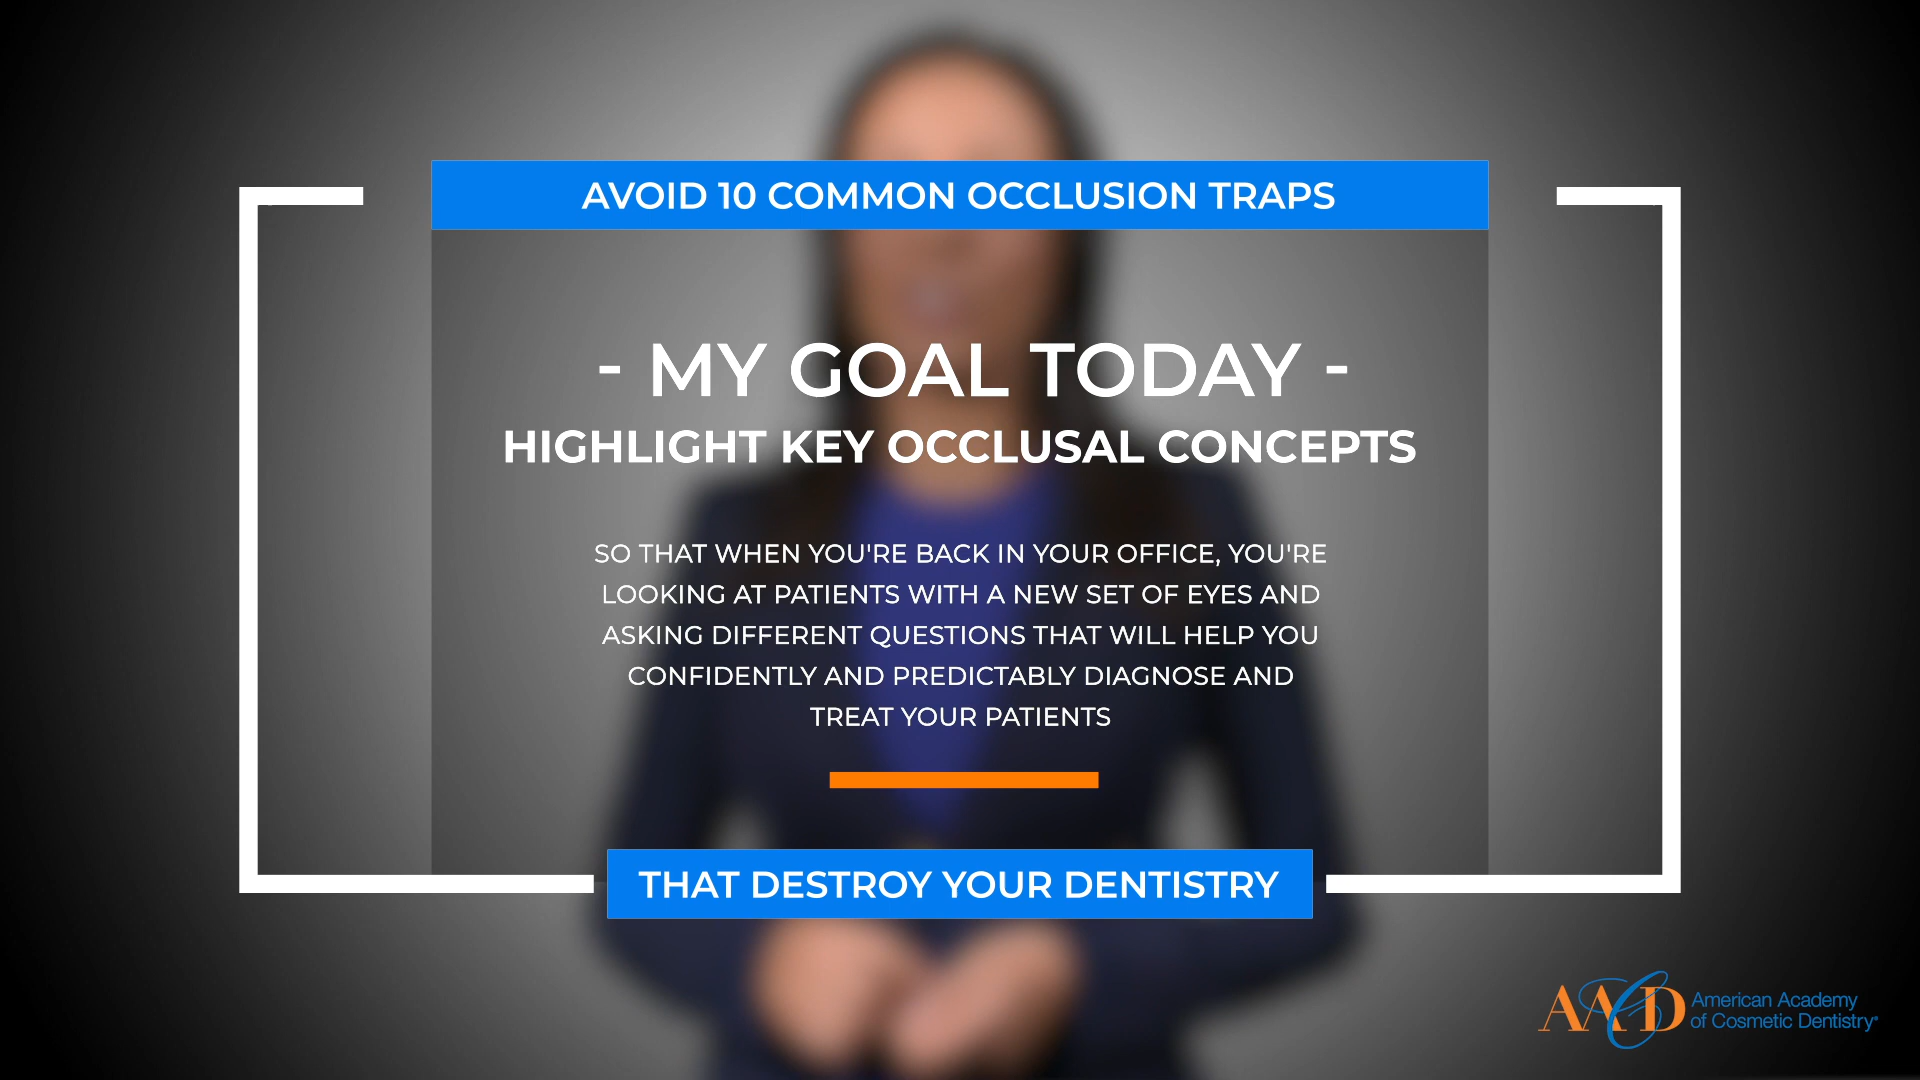 AVOID 10 COMMON OCCLUSION TRAPS
- MY GOAL TODAY -
HIGHLIGHT KEY OCCLUSAL CONCEPTS
SO THAT WHEN YOU'RE BACK IN YOUR OFFICE, YOU'RE
LOOKING AT PATIENTS WITH A NEW SET OF EYES AND
ASKING DIFFERENT QUESTIONS THAT WILL HELP YOU
CONFIDENTLY AND PREDICTABLY DIAGNOSE AND
TREAT YOUR PATIENTS
THAT DESTROY YOUR DENTISTRY
AACD American Academy
of Cosmetic Dentistry®